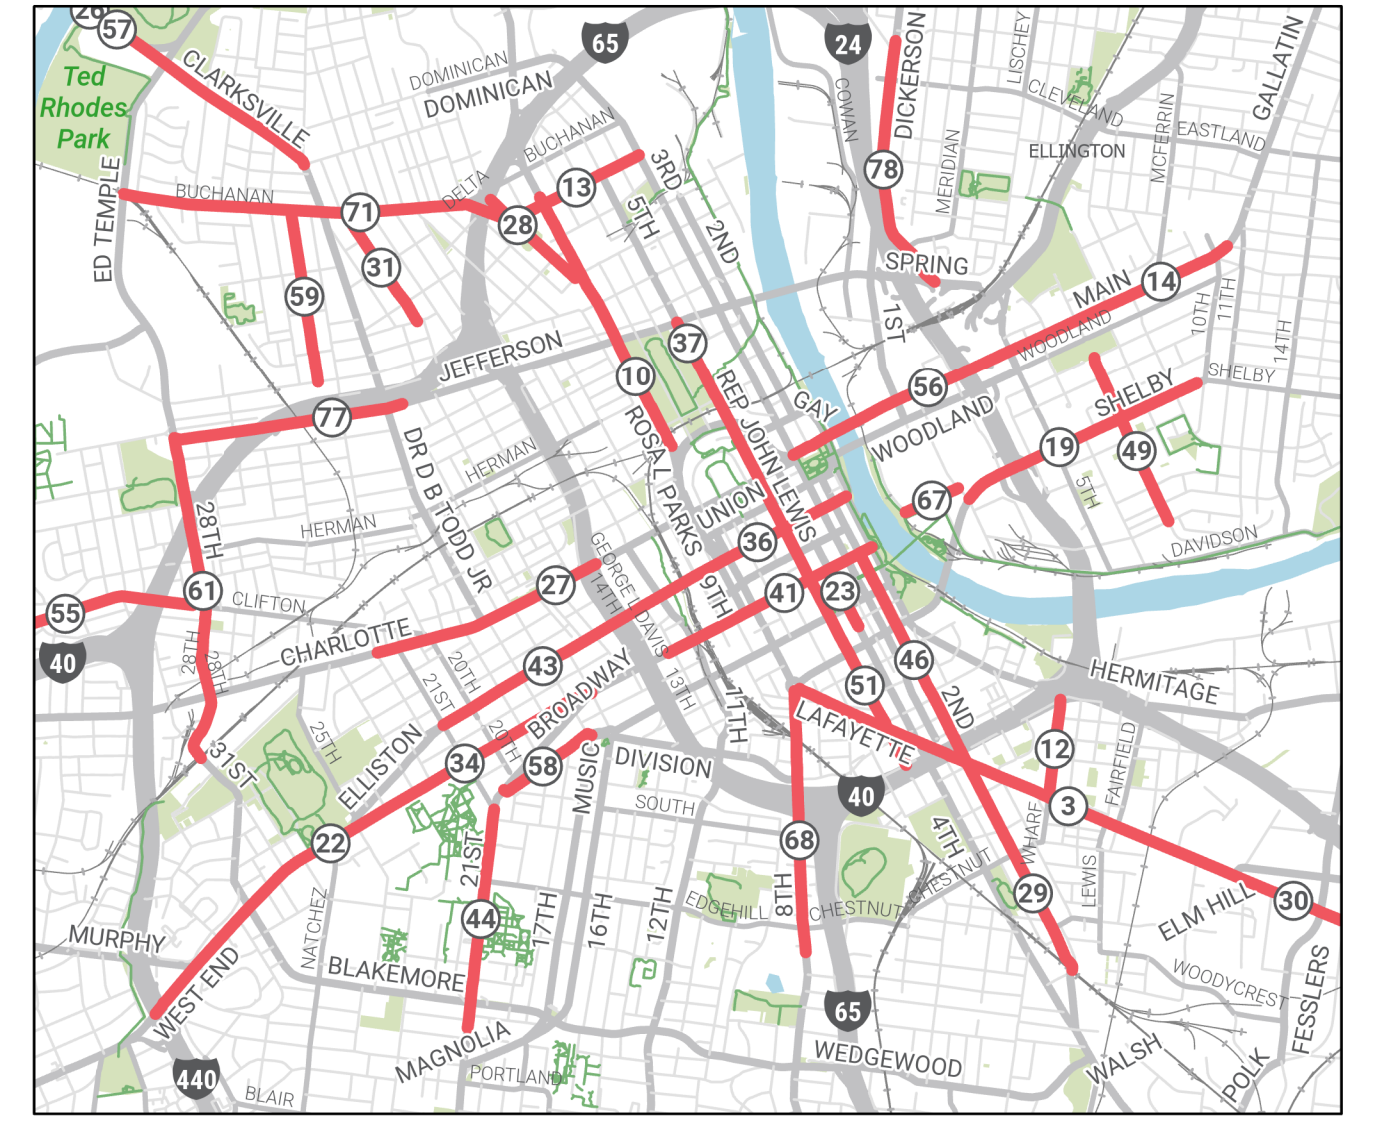 26
57
65
24
DICKERSON
LISCHEY
GALLATIN
Ted
Rhodes
Park
CLARKSVILLE
DOMINICAN
DOMINICAN
COWAN
CLEVELAND
MCFERRIN
EASTLAND
BUCHANAN
MERIDIAN
ELLINGTON
ED TEMPLE
BUCHANAN
DELTA
13
3RD
78
71
28
5TH
2ND
31
59
SPRING
MAIN
14
1ST
10TH
11TH
WOODLAND
14TH
JEFFERSON
37
10
REP JOHN LEWIS
GAY
56
SHELBY
SHELBY
77
ROSA L PARKS
WOODLAND
DR D B TODD JR
HERMAN
19
49
5TH
UNION
67
28TH
HERMAN
36
DAVIDSON
GEORGE L DAVIS
14TH
9TH
27
41
23
61
55
CLIFTON
CHARLOTTE
40
28TH
28TH
20TH
21ST
43
BROADWAY
13TH
11TH
51
46
2ND
HERMITAGE
LAFAYETTE
31ST
25TH
ELLISTON
34
20TH
58
MUSIC
DIVISION
12
FAIRFIELD
SOUTH
40
3
22
21ST
68
4TH
WHARF
CHESTNUT
LEWIS
29
30
ELM HILL
44
NATCHEZ
17TH
16TH
12TH
EDGEHILL
8TH
CHESTNUT
MURPHY
BLAKEMORE
WEST END
WOODYCREST
FESSLERS
65
MAGNOLIA
PORTLAND
WEDGEWOOD
WALSH
POLK
440
BLAIR